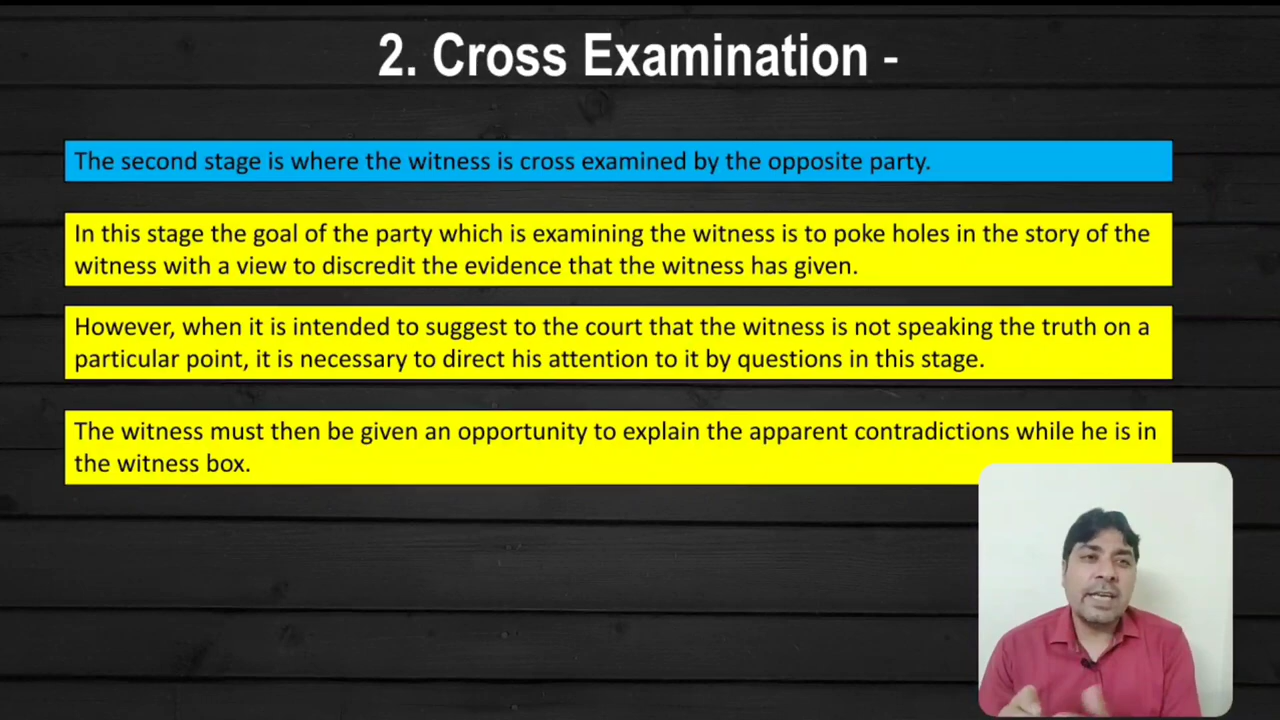 2. Cross Examination -
The second stage is where the witness is cross examined by the opposite party.
In this stage the goal of the party which is examining the witness is to poke holes in the story of the
witness with a view to discredit the evidence that the witness has given.
However, when it is intended to suggest to the court that the witness is not speaking the truth on a
particular point, it is necessary to direct his attention to it by questions in this stage.
The witness must then be given an opportunity to explain the apparent contradictions while he is in
the witness box.